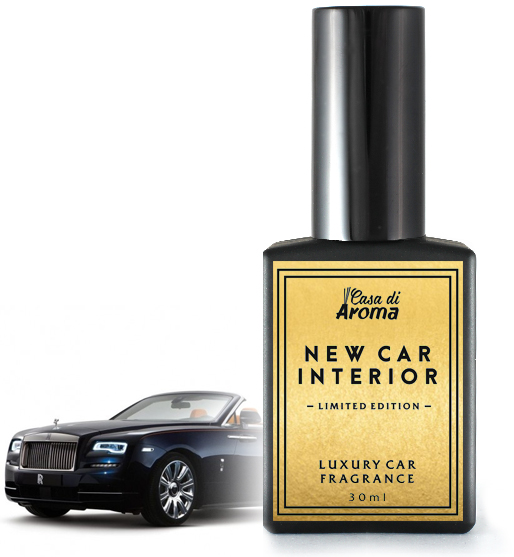 Casa di
Aroma
NEW CAR
INTERIOR
– LIMITED EDITION –
LUXURY CAR
FRAGRANCE
30ml
R